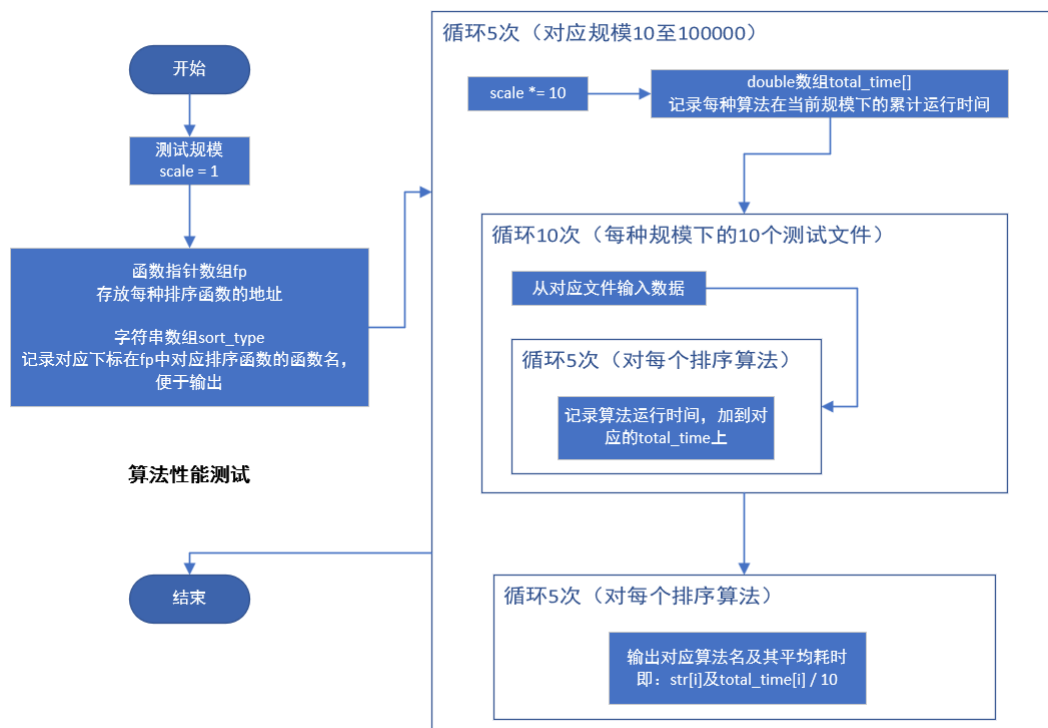 开始
测试规模
scale = 1
函数指针数组fp
存放每种排序函数的地址
字符串数组sort_type
记录对应下标在fp中对应排序函数的函数名，
便于输出
算法性能测试
结束
循环5次（对应规模10至100000）
scale *= 10
double数组total_time[]
记录每种算法在当前规模下的累计运行时间
循环10次（每种规模下的10个测试文件）
从对应文件输入数据
循环5次（对每个排序算法）
记录算法运行时间，加到对
应的total_time上
循环5次（对每个排序算法）
输出对应算法名及其平均耗时
即：str[i]及total_time[i] / 10